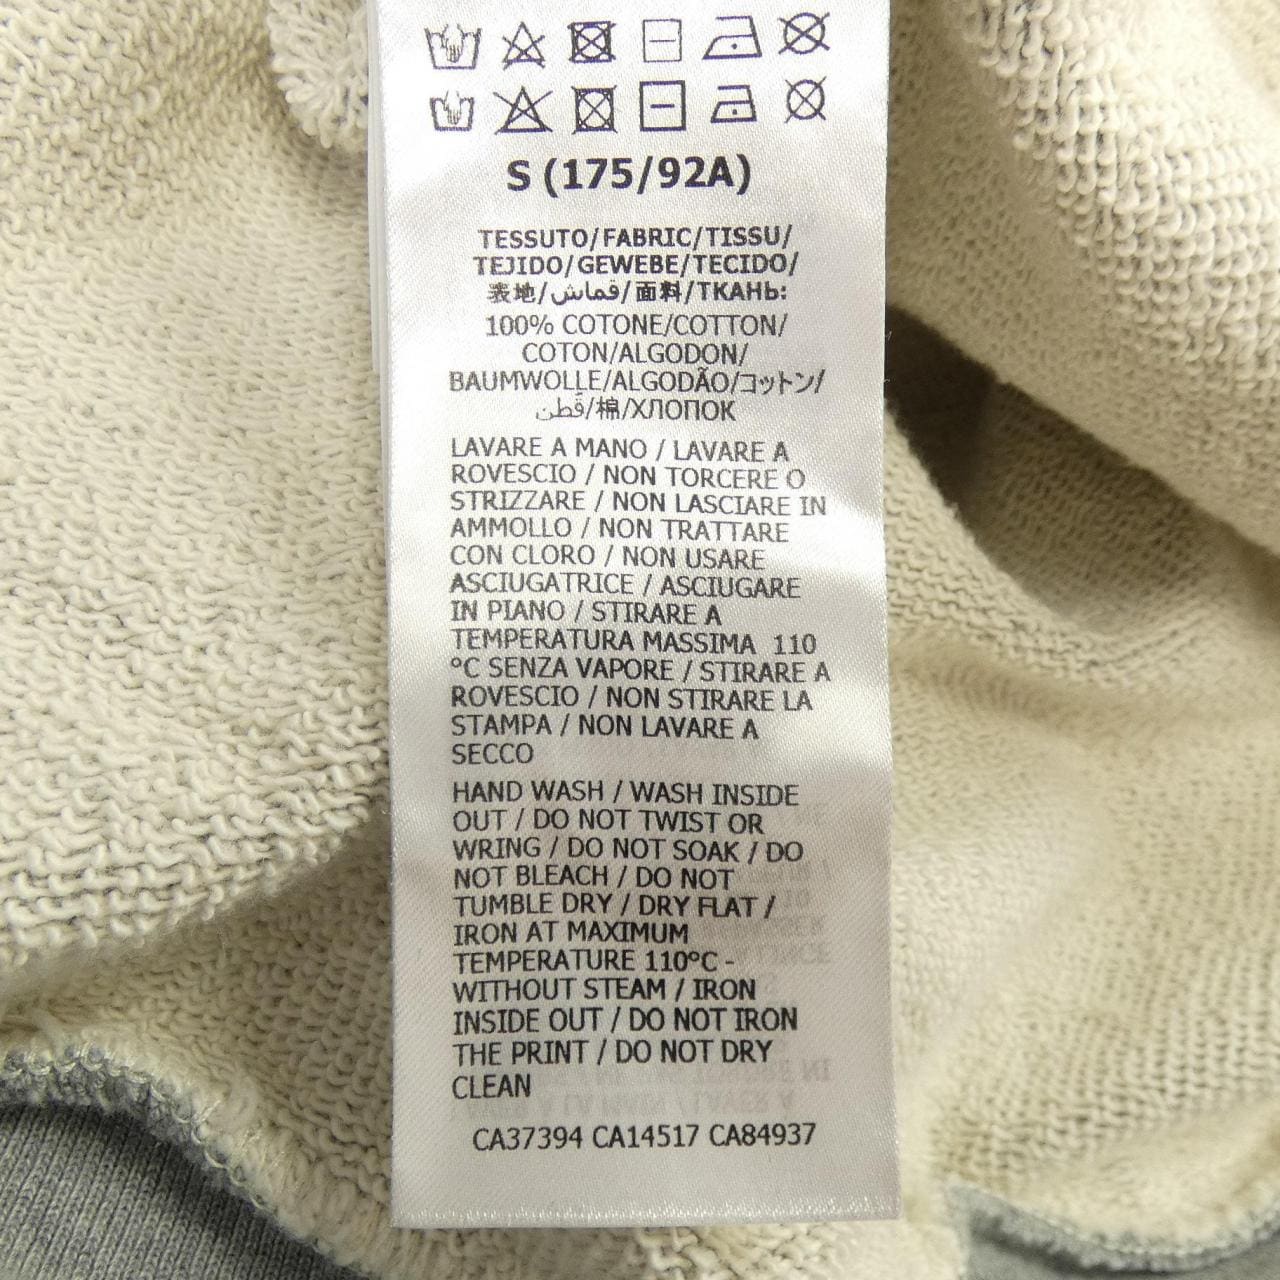 S (175/92A)
TESSUTO/FABRIC/TISSU/
TEJIDO/GEWEBE/TECIDO/
表地/قماش/面料/ТКАНЬ:
100% COTONE/COTTON/
COTON/ALGODON/
BAUMWOLLE/ALGODÃO/コットン/
قُطن/棉/ХЛОПОК
LAVARE A MANO / LAVARE A
ROVESCIO / NON TORCERE O
STRIZZARE / NON LASCIARE IN
AMMOLLO / NON TRATTARE
CON CLORO / NON USARE
ASCIUGATRICE / ASCIUGARE
IN PIANO / STIRARE A
TEMPERATURA MASSIMA 110
°C SENZA VAPORE / STIRARE A
ROVESCIO / NON STIRARE LA
STAMPA / NON LAVARE A
SECCO
HAND WASH / WASH INSIDE
OUT / DO NOT TWIST OR
WRING / DO NOT SOAK / DO
NOT BLEACH / DO NOT
TUMBLE DRY / DRY FLAT /
IRON AT MAXIMUM
TEMPERATURE 110°C -
WITHOUT STEAM / IRON
INSIDE OUT / DO NOT IRON
THE PRINT / DO NOT DRY
CLEAN
CA37394 CA14517 CA84937